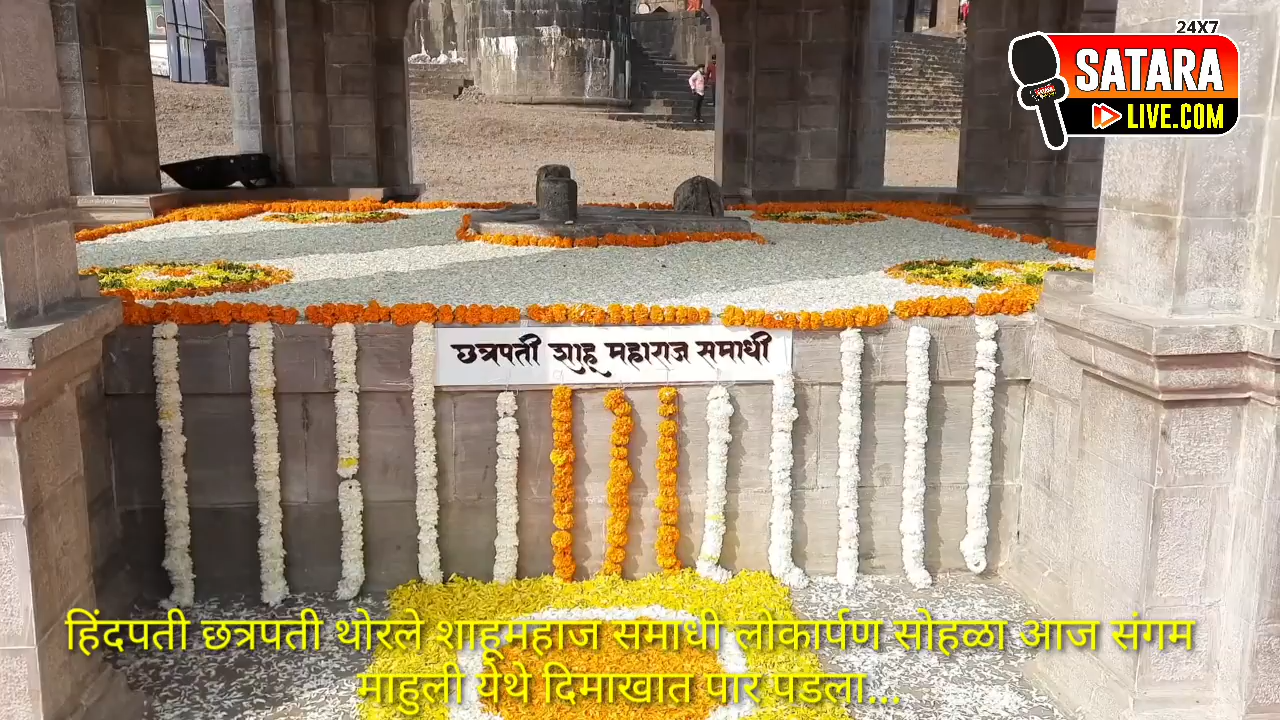 24X7
SATARA
LIVE.COM
छत्रपती शाहू महाराज समाधी
हिंदपती छत्रपती थोरले शाहूमहाज समाधी लोकार्पण सोहळा आज संगम
माहुली येथे दिमाखात पार पडला...